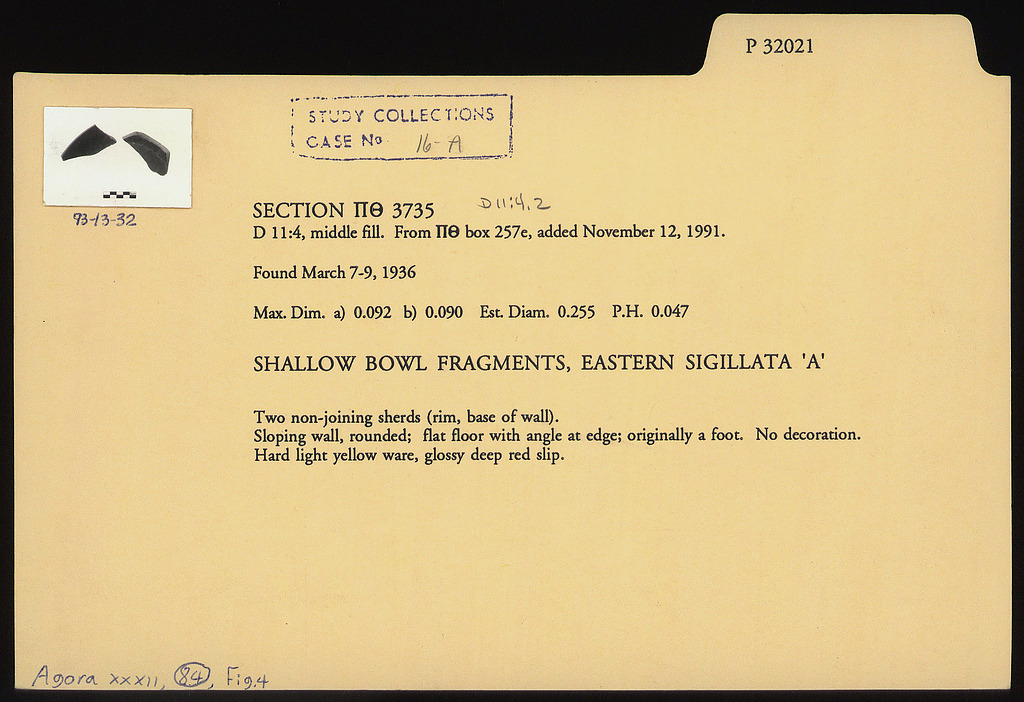 P 32021
STUDY COLLECTIONS
CASE No 16-A
93-13-32
SECTION ΠΘ 3735 D 11:4.2
D 11:4, middle fill. From ΠΘ box 257e, added November 12, 1991.
Found March 7-9, 1936
Max. Dim. a) 0.092 b) 0.090 Est. Diam. 0.255 P.H. 0.047
SHALLOW BOWL FRAGMENTS, EASTERN SIGILLATA 'A'
Two non-joining sherds (rim, base of wall).
Sloping wall, rounded; flat floor with angle at edge; originally a foot. No decoration.
Hard light yellow ware, glossy deep red slip.
Agora XXXII, 84, Fig.4